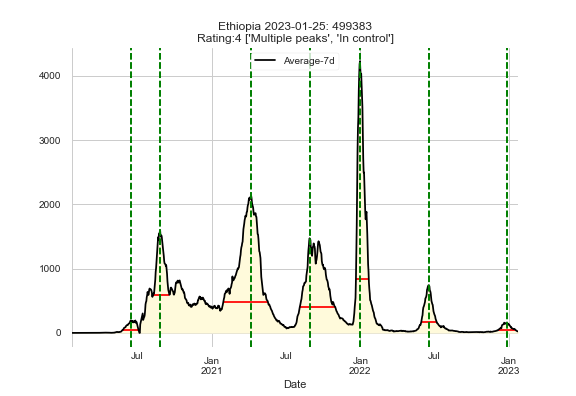 Ethiopia 2023-01-25: 499383
Rating:4 ['Multiple peaks', 'In control']
Average-7d
4000
3000
2000
1000
0
Jul
Jan
2021
Jul
Jan
2022
Jul
Jan
2023
Date